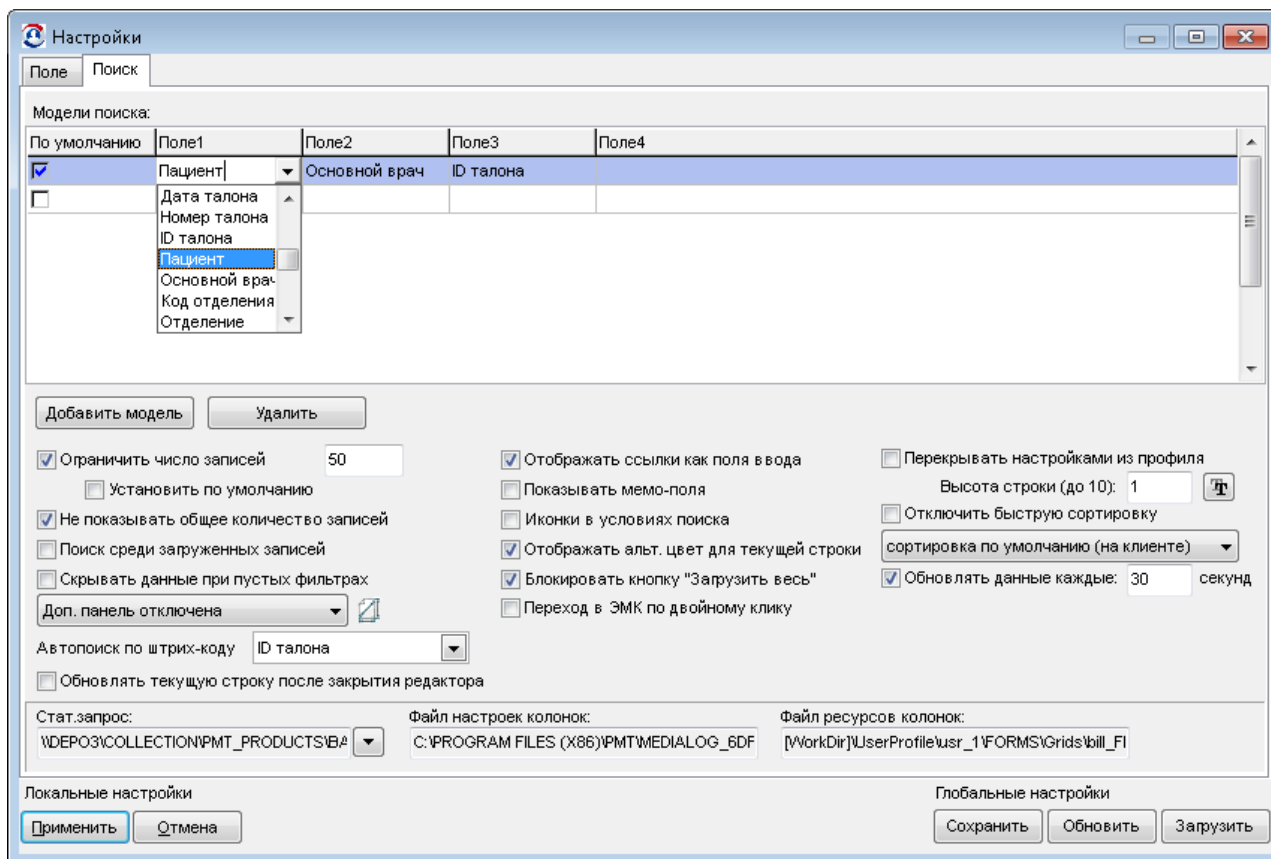 Настройки
Поле Поиск
Модели поиска:
По умолчанию Поле1 Поле2 Поле3 Поле4
Пациент Основной врач ID талона
Дата талона
Номер талона
ID талона
Пациент
Основной врач
Код отделения
Отделение
Добавить модель Удалить
Ограничить число записей 50 Отображать ссылки как поля ввода Перекрывать настройками из профиля
Установить по умолчанию Показывать мемо-поля Высота строки (до 10): 1
Не показывать общее количество записей Иконки в условиях поиска Отключить быструю сортировку
Поиск среди загруженных записей Отображать альт. цвет для текущей строки сортировка по умолчанию (на клиенте)
Скрывать данные при пустых фильтрах Блокировать кнопку "Загрузить весь" Обновлять данные каждые: 30 секунд
Доп. панель отключена Переход в ЭМК по двойному клику
Автопоиск по штрих-коду ID талона
Обновлять текущую строку после закрытия редактора
Стат.запрос: Файл настроек колонок: Файл ресурсов колонок:
\\DEPO3\COLLECTION\PMT_PRODUCTS\BA C:\PROGRAM FILES (X86)\PMT\MEDIALOG_6DF [WorkDir]\UserProfile\usr_1\FORMS\Grids\bill_FI
Локальные настройки Глобальные настройки
Применить Отмена Сохранить Обновить Загрузить